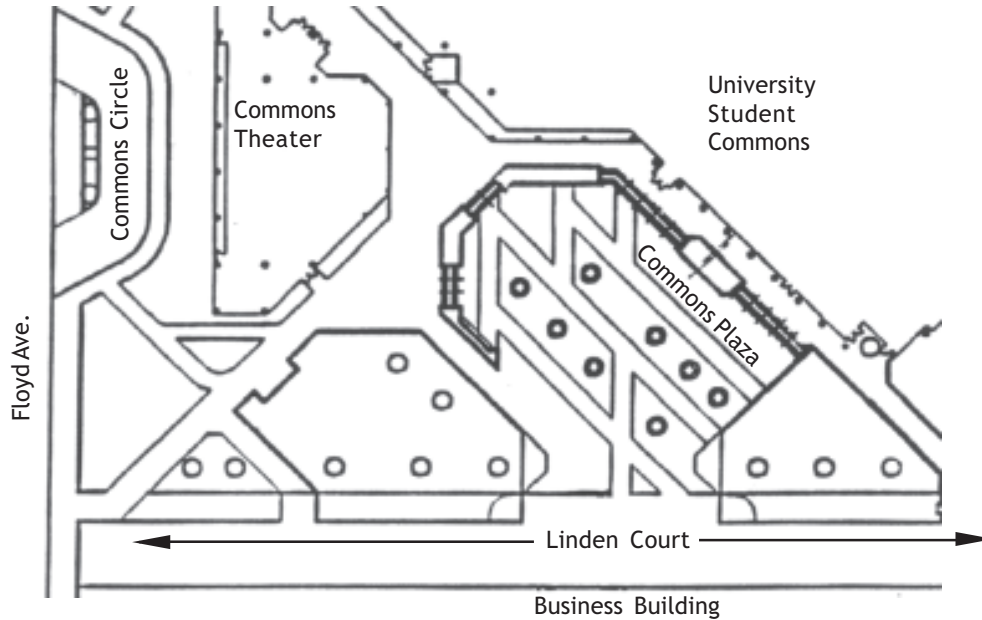 University
Student
Commons
Commons
Theater
Commons Circle
Commons Plaza
Floyd Ave.
Linden Court
Business Building